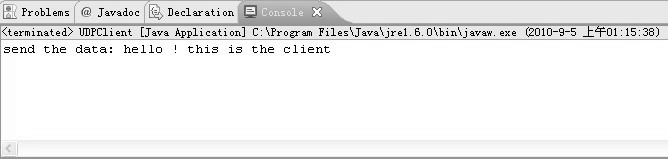 Problems @ Javadoc Declaration Console
<terminated> UDPClient [Java Application] C:\Program Files\Java\jre1.6.0\bin\javaw.exe (2010-9-5 上午01:15:38)
send the data: hello ! this is the client